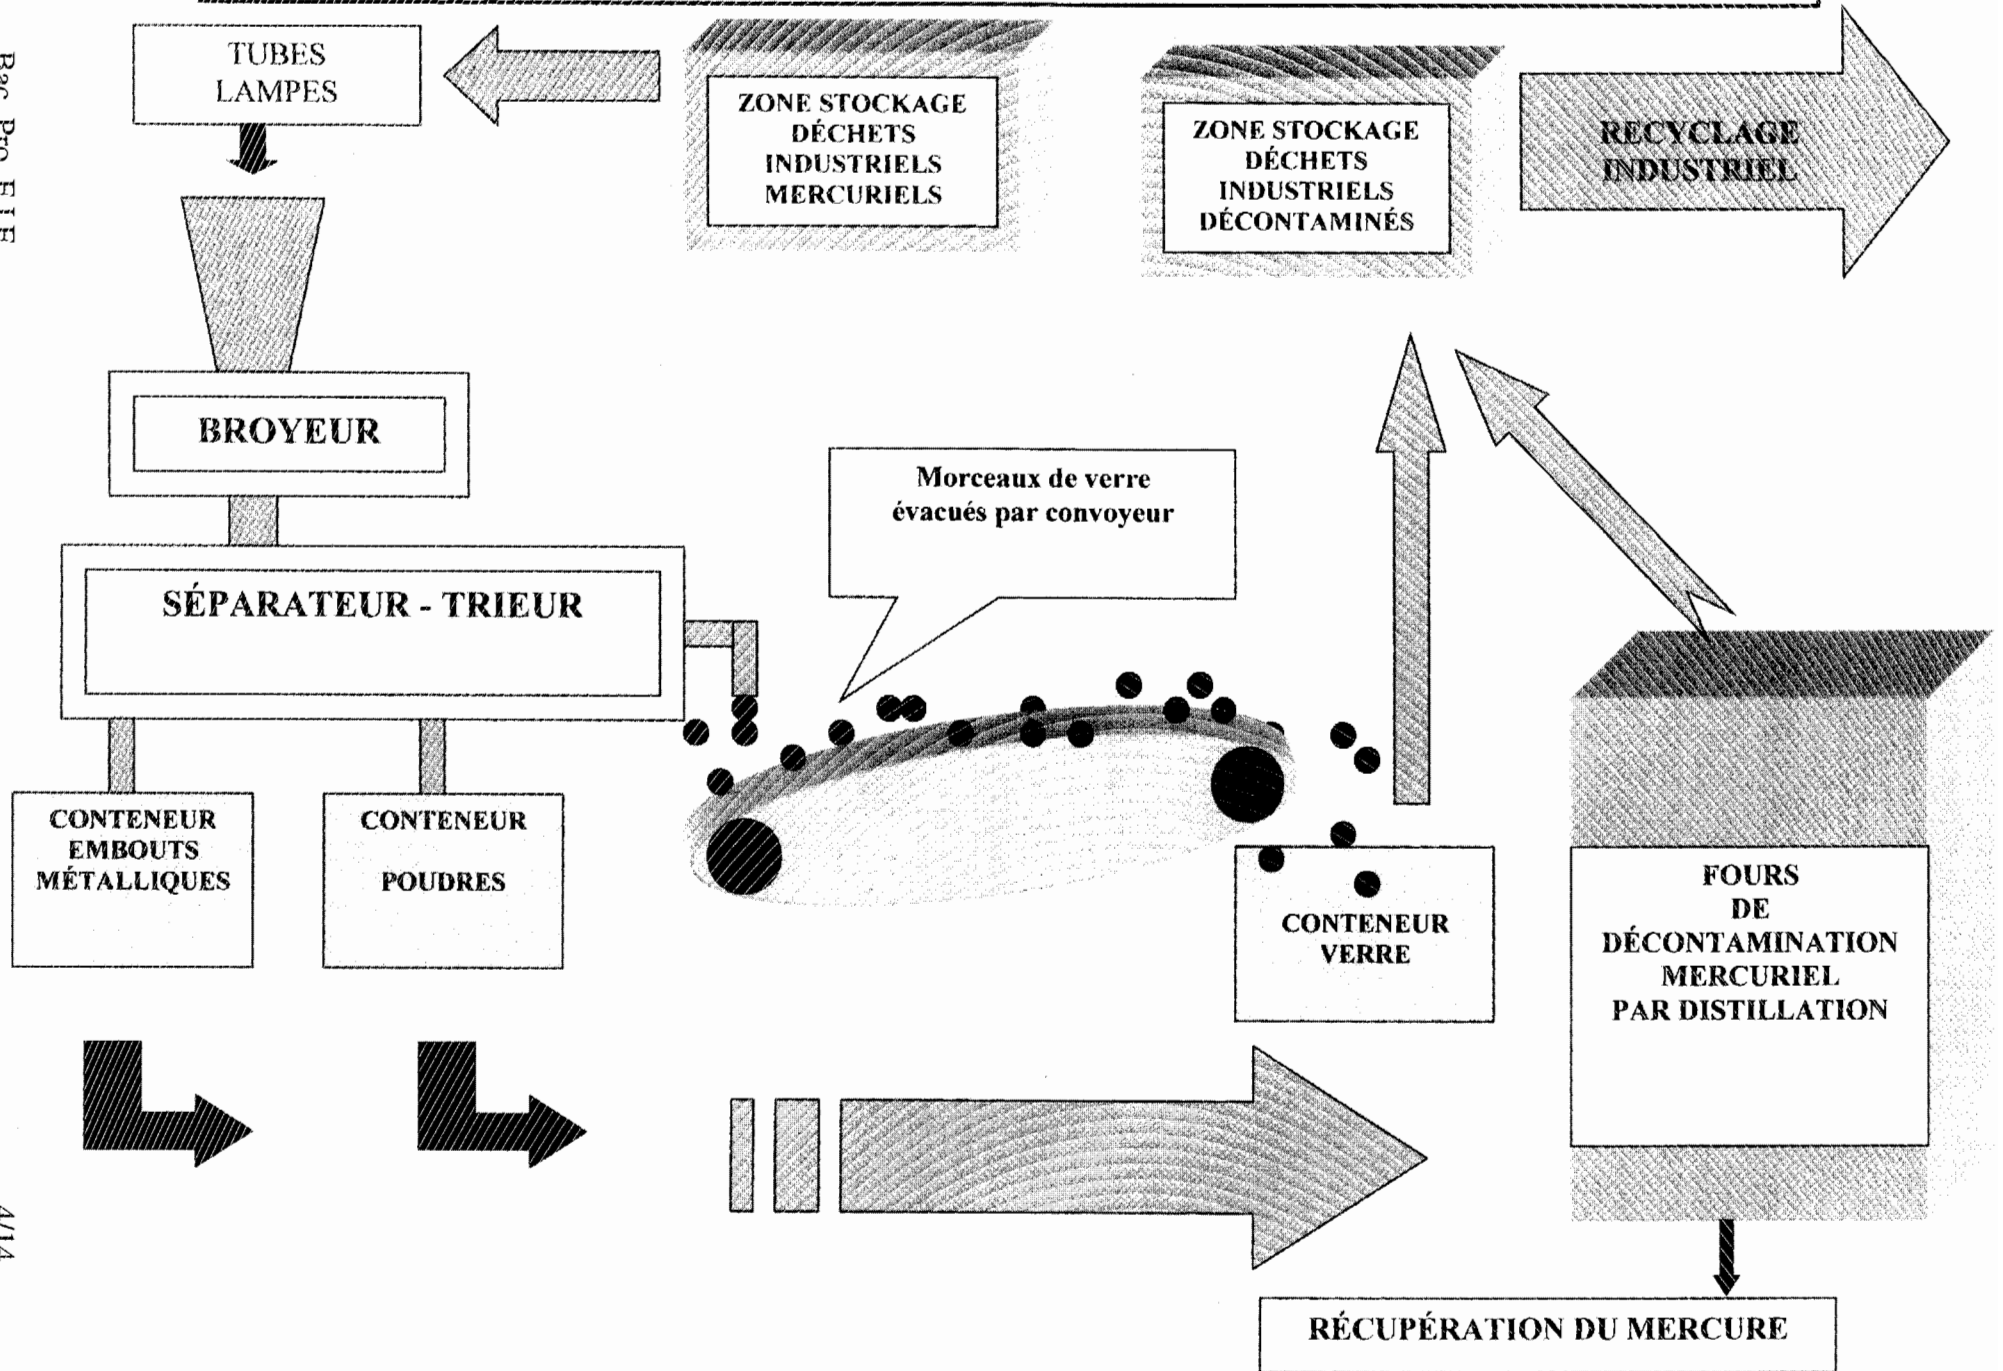 TUBES
LAMPES
ZONE STOCKAGE
DÉCHETS
INDUSTRIELS
MERCURIELS
ZONE STOCKAGE
DÉCHETS
INDUSTRIELS
DÉCONTAMINÉS
RECYCLAGE
INDUSTRIEL
BROYEUR
Morceaux de verre
évacués par convoyeur
SÉPARATEUR - TRIEUR
CONTENEUR
EMBOUTS
MÉTALLIQUES
CONTENEUR
POUDRES
CONTENEUR
VERRE
FOURS
DE
DÉCONTAMINATION
MERCURIEL
PAR DISTILLATION
RÉCUPÉRATION DU MERCURE
Bac Pro E I E
4/14